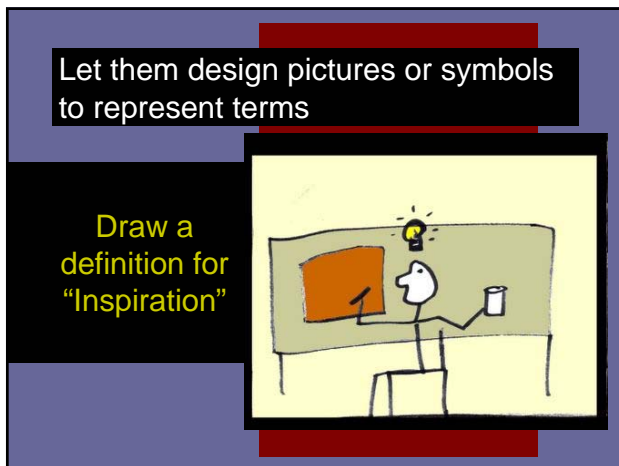 Let them design pictures or symbols
to represent terms
Draw a
definition for
“Inspiration”